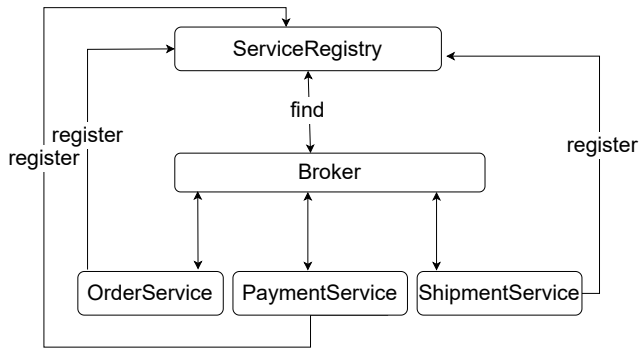 ServiceRegistry
find
register
register
register
Broker
OrderService
PaymentService
ShipmentService